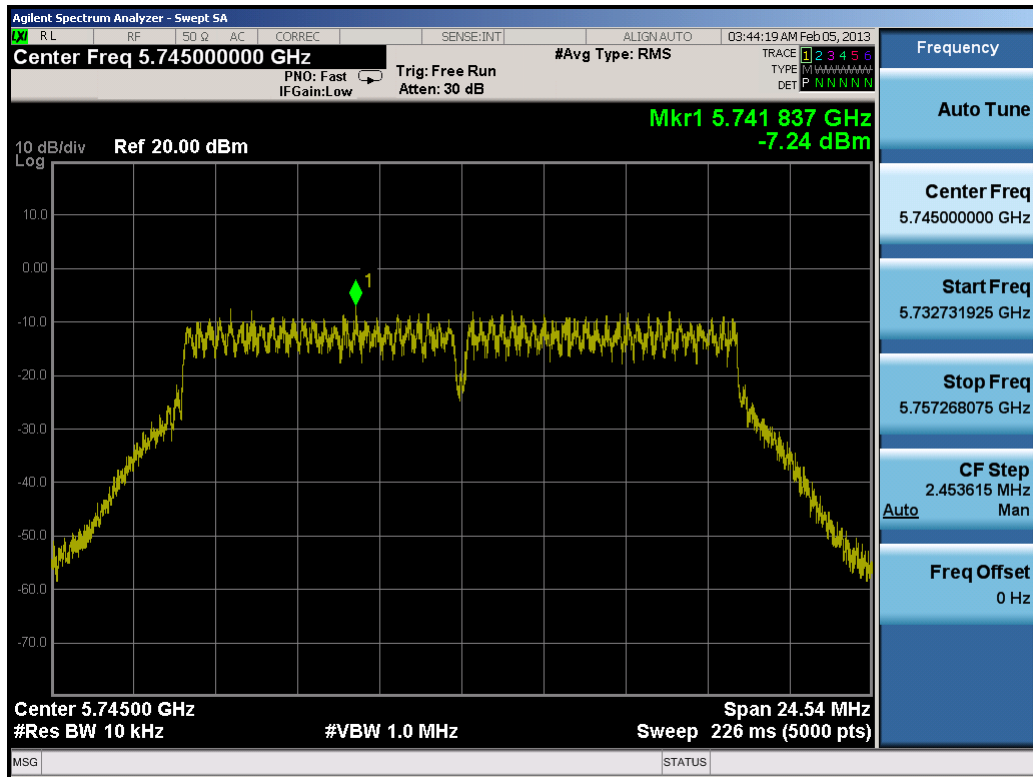 Agilent Spectrum Analyzer - Swept SA
LXI RL RF 50 Ω AC CORREC SENSE:INT ALIGNAUTO 03:44:19 AM Feb 05, 2013
Center Freq 5.745000000 GHz
#Avg Type: RMS
TRACE 1 2 3 4 5 6
TYPE M W W W W W
DET P N N N N N
PNO: Fast
IFGain:Low
Trig: Free Run
Atten: 30 dB
Mkr1 5.741 837 GHz
-7.24 dBm
10 dB/div Ref 20.00 dBm
Log
10.0
0.00
-10.0
-20.0
-30.0
-40.0
-50.0
-60.0
-70.0
1
Center 5.74500 GHz
Span 24.54 MHz
#Res BW 10 kHz
#VBW 1.0 MHz
Sweep 226 ms (5000 pts)
MSG
STATUS
Frequency
Auto Tune
Center Freq
5.745000000 GHz
Start Freq
5.732731925 GHz
Stop Freq
5.757268075 GHz
CF Step
2.453615 MHz
Auto Man
Freq Offset
0 Hz